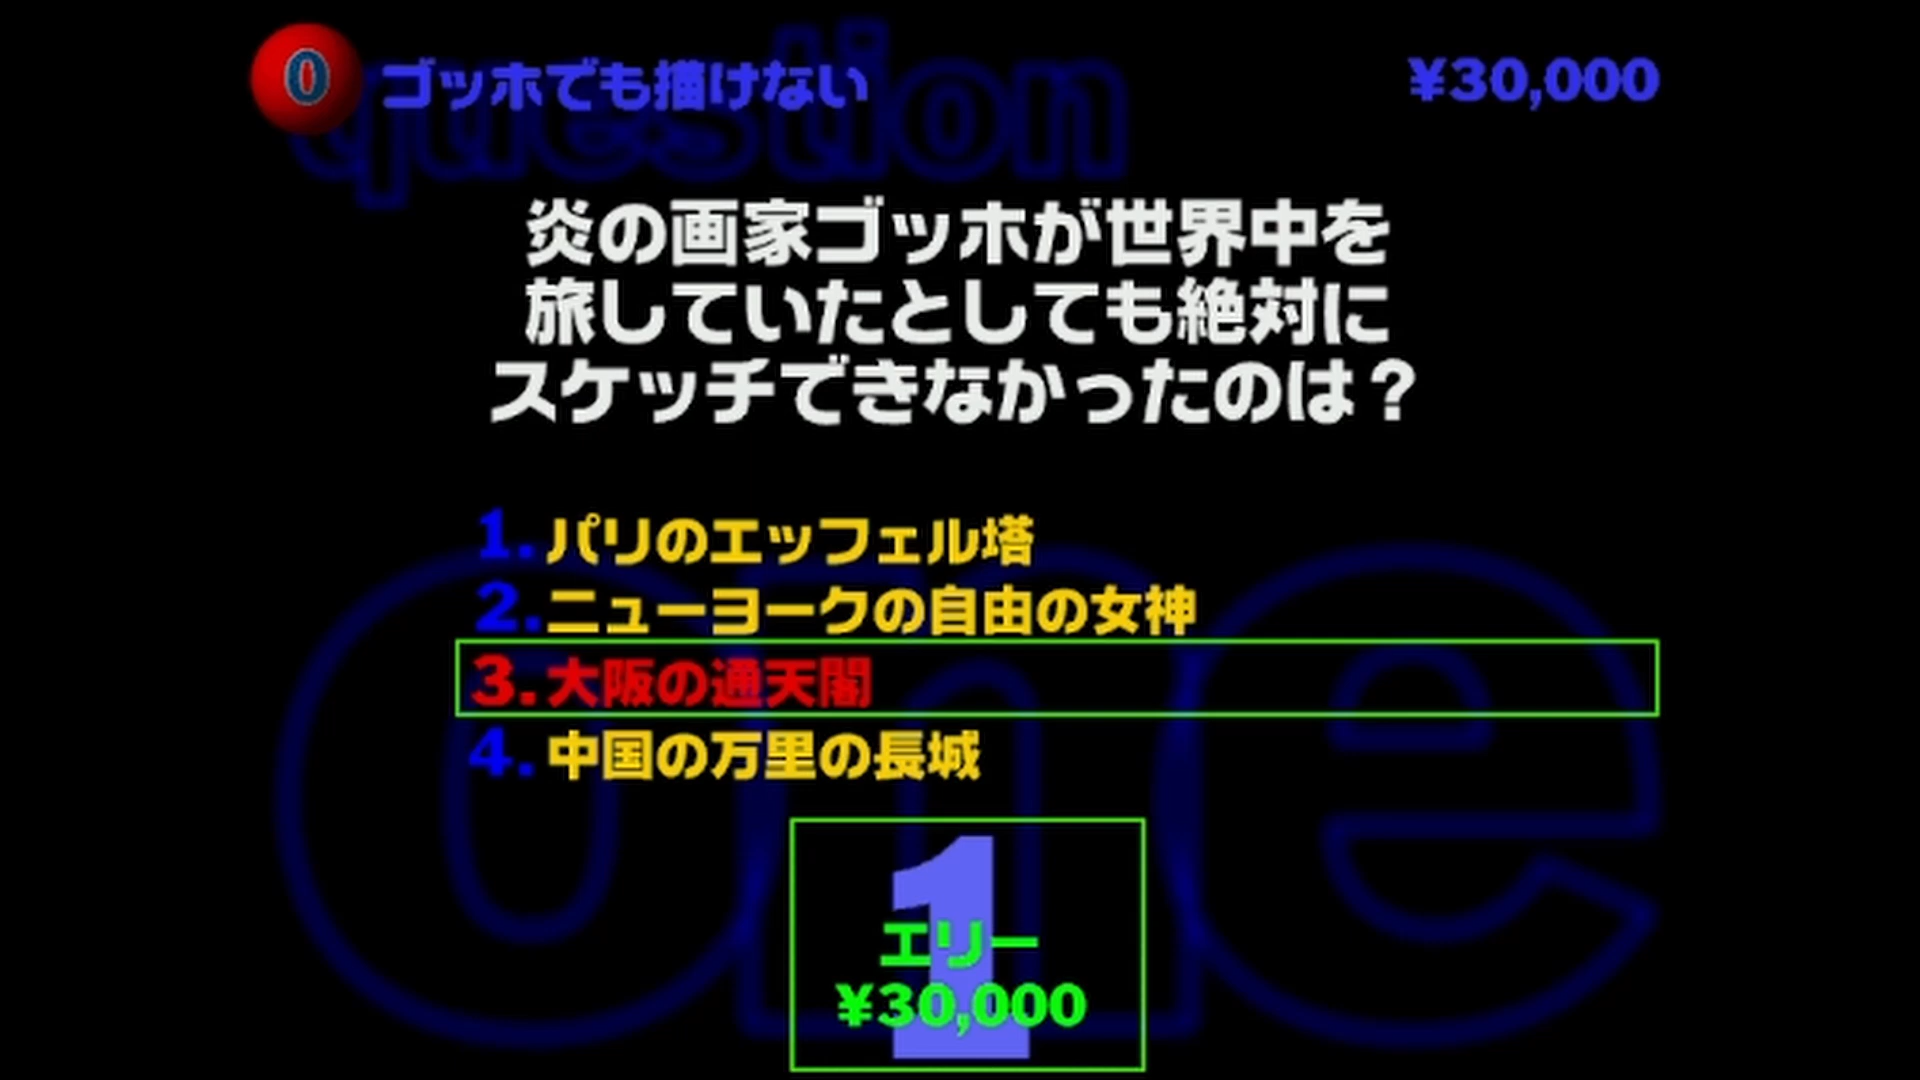 0 ゴッホでも描けない ¥30,000
question
炎の画家ゴッホが世界中を
旅していたとしても絶対に
スケッチできなかったのは?
1. パリのエッフェル塔
2. ニューヨークの自由の女神
3. 大阪の通天閣
4. 中国の万里の長城
one
1
エリー
¥30,000